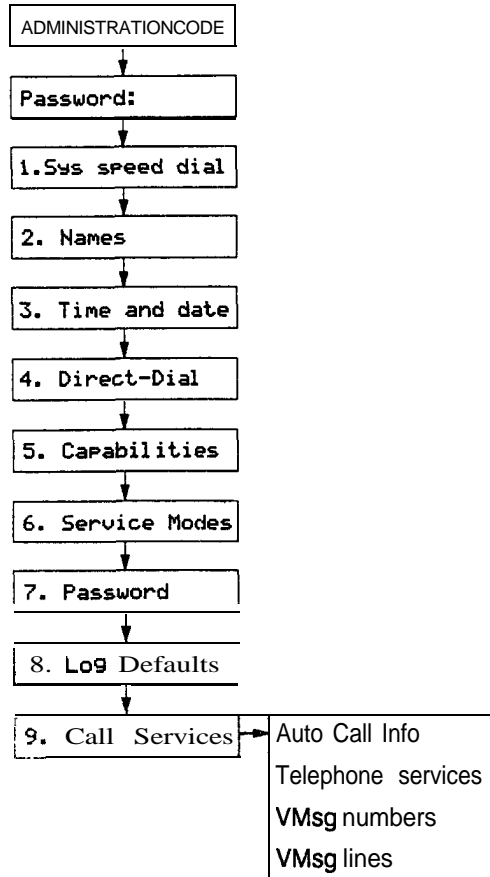 ADMINISTRATIONCODE
Password:
1.Sys speed dial
2. Names
3. Time and date
4. Direct-Dial
5. Capabilities
6. Service Modes
7. Password
8. Log Defaults
9. Call Services
Auto Call Info
Telephone services
VMsg numbers
VMsg lines